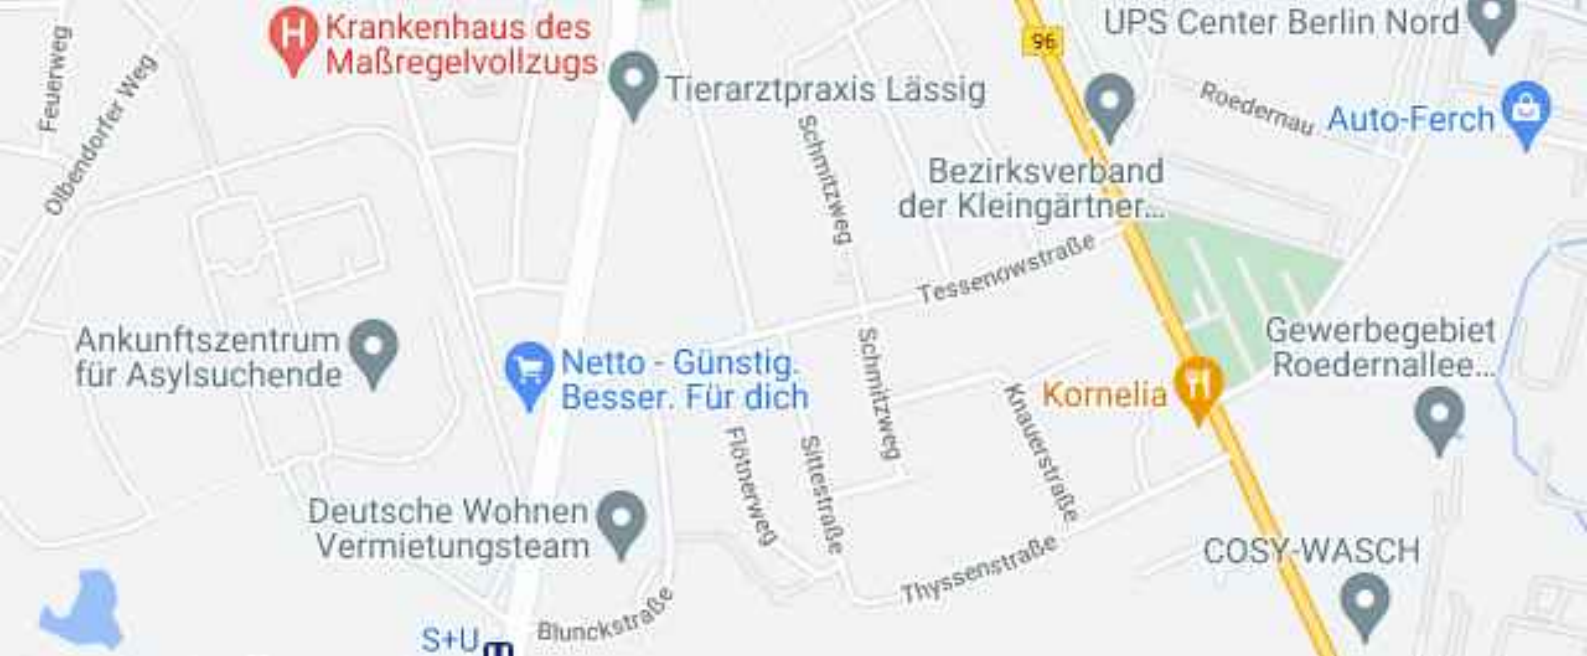 Krankenhaus des
Maßregelvollzugs
96
UPS Center Berlin Nord
Feuerweg
Olbendorfer Weg
Tierarztpraxis Lässig
Roedernau
Auto-Ferch
Schmitzweg
Bezirksverband
der Kleingärtner...
Tessenowstraße
Ankunftszentrum
für Asylsuchende
Netto - Günstig.
Besser. Für dich
Schmitzweg
Gewerbegebiet
Roedernallee...
Kornelia
Knauerstraße
Flötnerweg
Sittestraße
Deutsche Wohnen
Vermietungsteam
Thyssenstraße
COSY-WASCH
Blunckstraße
S+U